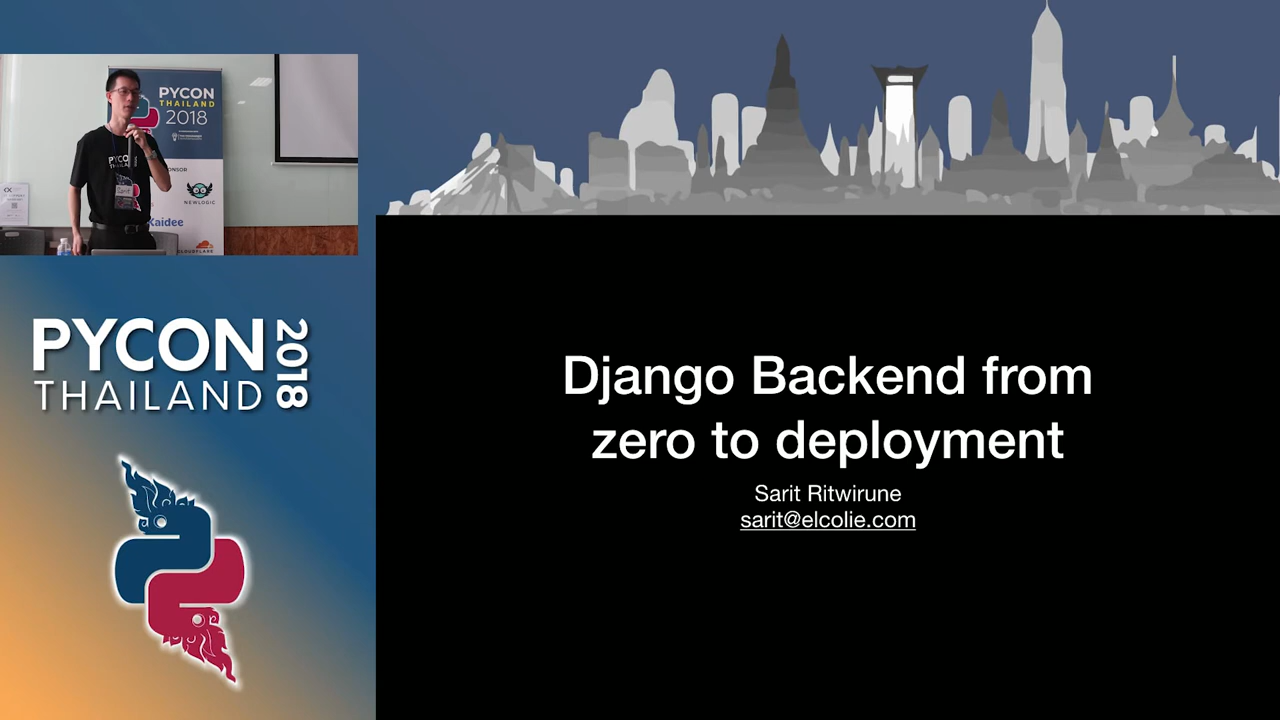 PYCON
THAILAND
2018
NEWLOGIC
Kaidee
CLOUDFLARE
PYCON
THAILAND
2018
Django Backend from
zero to deployment
Sarit Ritwirune
sarit@elcolie.com